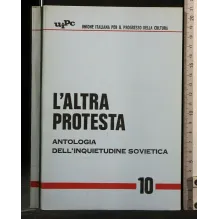 uipc UNIONE ITALIANA PER IL PROGRESSO DELLA CULTURA
L'ALTRA
PROTESTA
ANTOLOGIA
DELL'INQUIETUDINE SOVIETICA
10